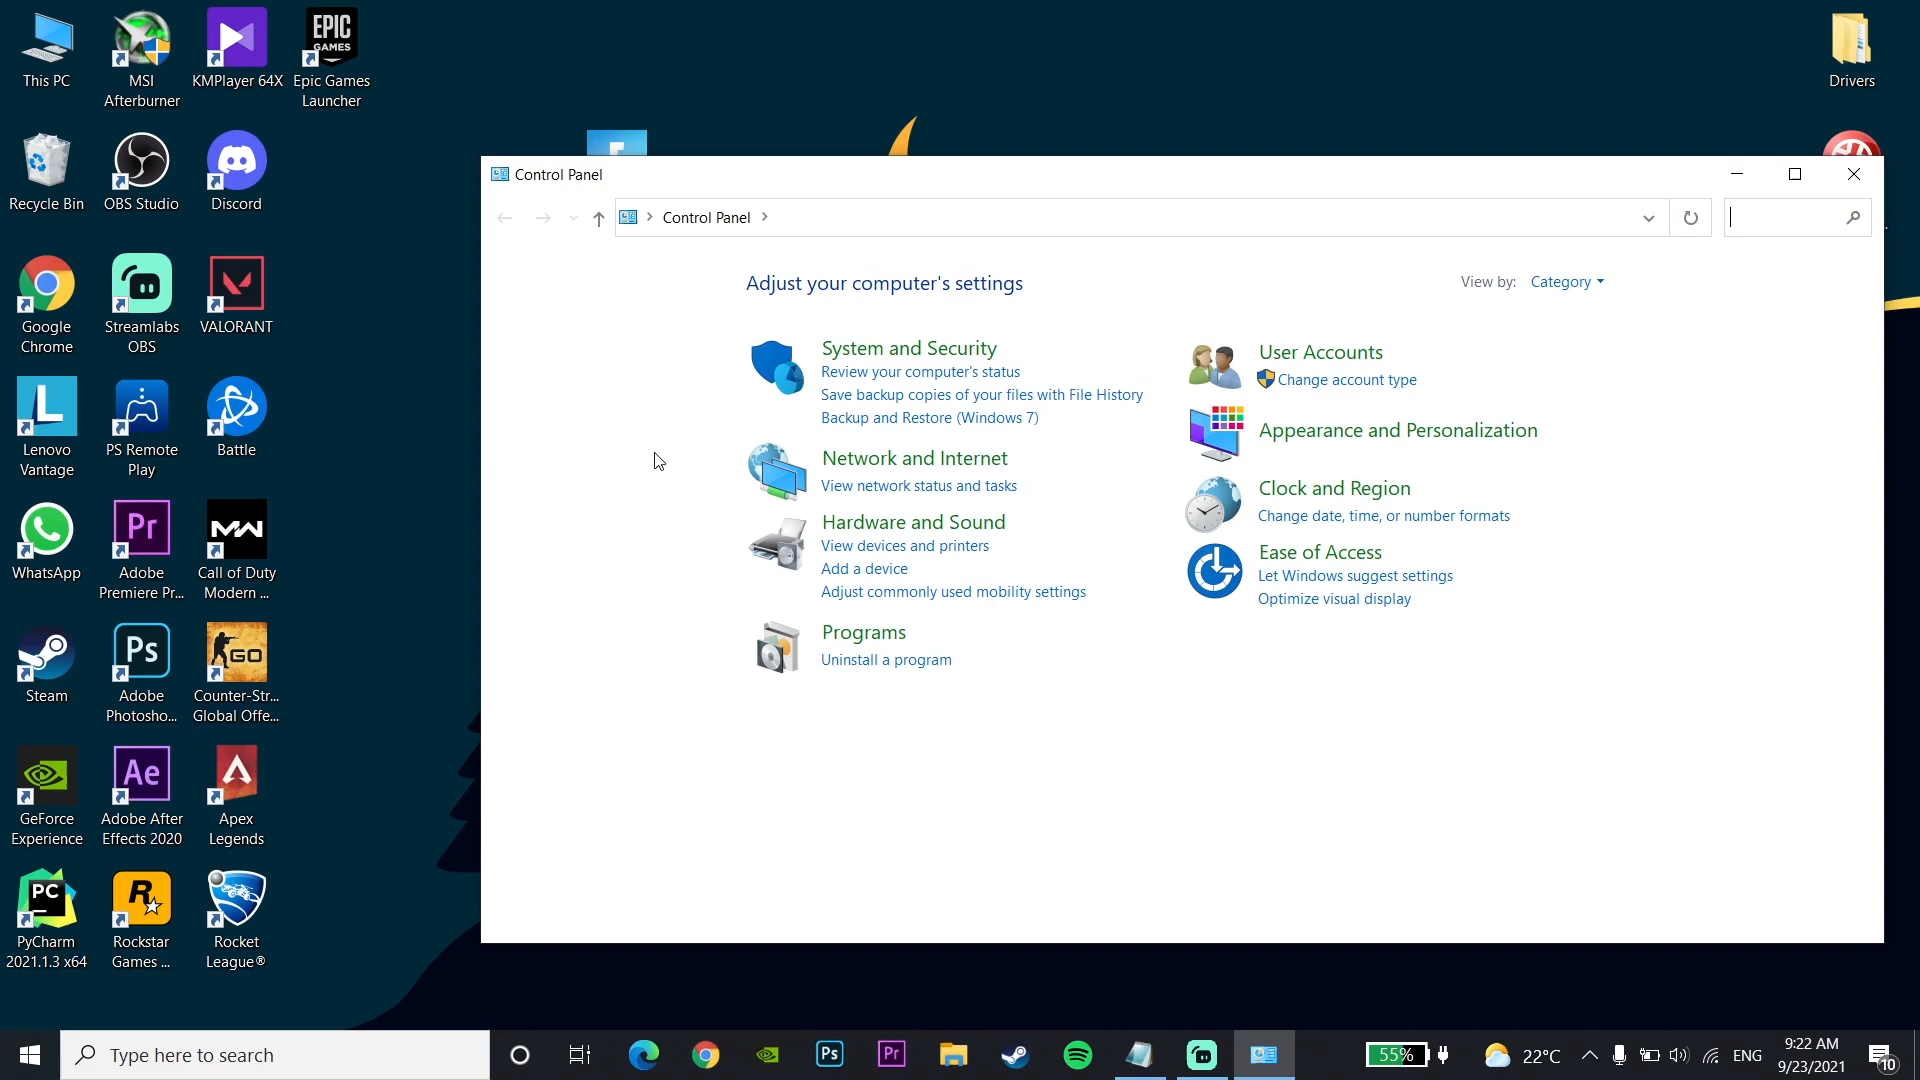 This PC
MSI
Afterburner
KMPlayer 64X
EPIC
GAMES
Epic Games
Launcher
Drivers
Recycle Bin
OBS Studio
Discord
Google
Chrome
Streamlabs
OBS
VALORANT
L
Lenovo
Vantage
PS Remote
Play
Battle
WhatsApp
Pr
Adobe
Premiere Pr...
MW
Call of Duty
Modern ...
Steam
Ps
Adobe
Photosho...
GO
Counter-Str...
Global Offe...
GeForce
Experience
Ae
Adobe After
Effects 2020
Apex
Legends
PC
PyCharm
2021.1.3 x64
R
Rockstar
Games ...
Rocket
League®
Control Panel
Control Panel
Adjust your computer's settings
View by: Category
System and Security
Review your computer's status
Save backup copies of your files with File History
Backup and Restore (Windows 7)
Network and Internet
View network status and tasks
Hardware and Sound
View devices and printers
Add a device
Adjust commonly used mobility settings
Programs
Uninstall a program
User Accounts
Change account type
Appearance and Personalization
Clock and Region
Change date, time, or number formats
Ease of Access
Let Windows suggest settings
Optimize visual display
Type here to search
Ps
Pr
55%
22°C
ENG
9:22 AM
9/23/2021
10